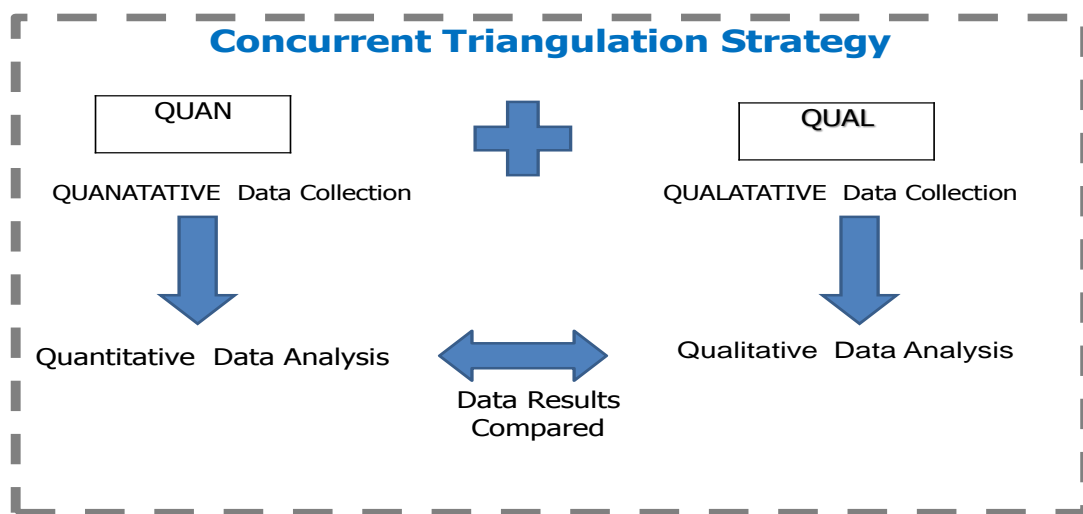 Concurrent Triangulation Strategy
QUAN
QUAL
QUANATATIVE Data Collection
QUALATATIVE Data Collection
Quantitative Data Analysis
Qualitative Data Analysis
Data Results
Compared